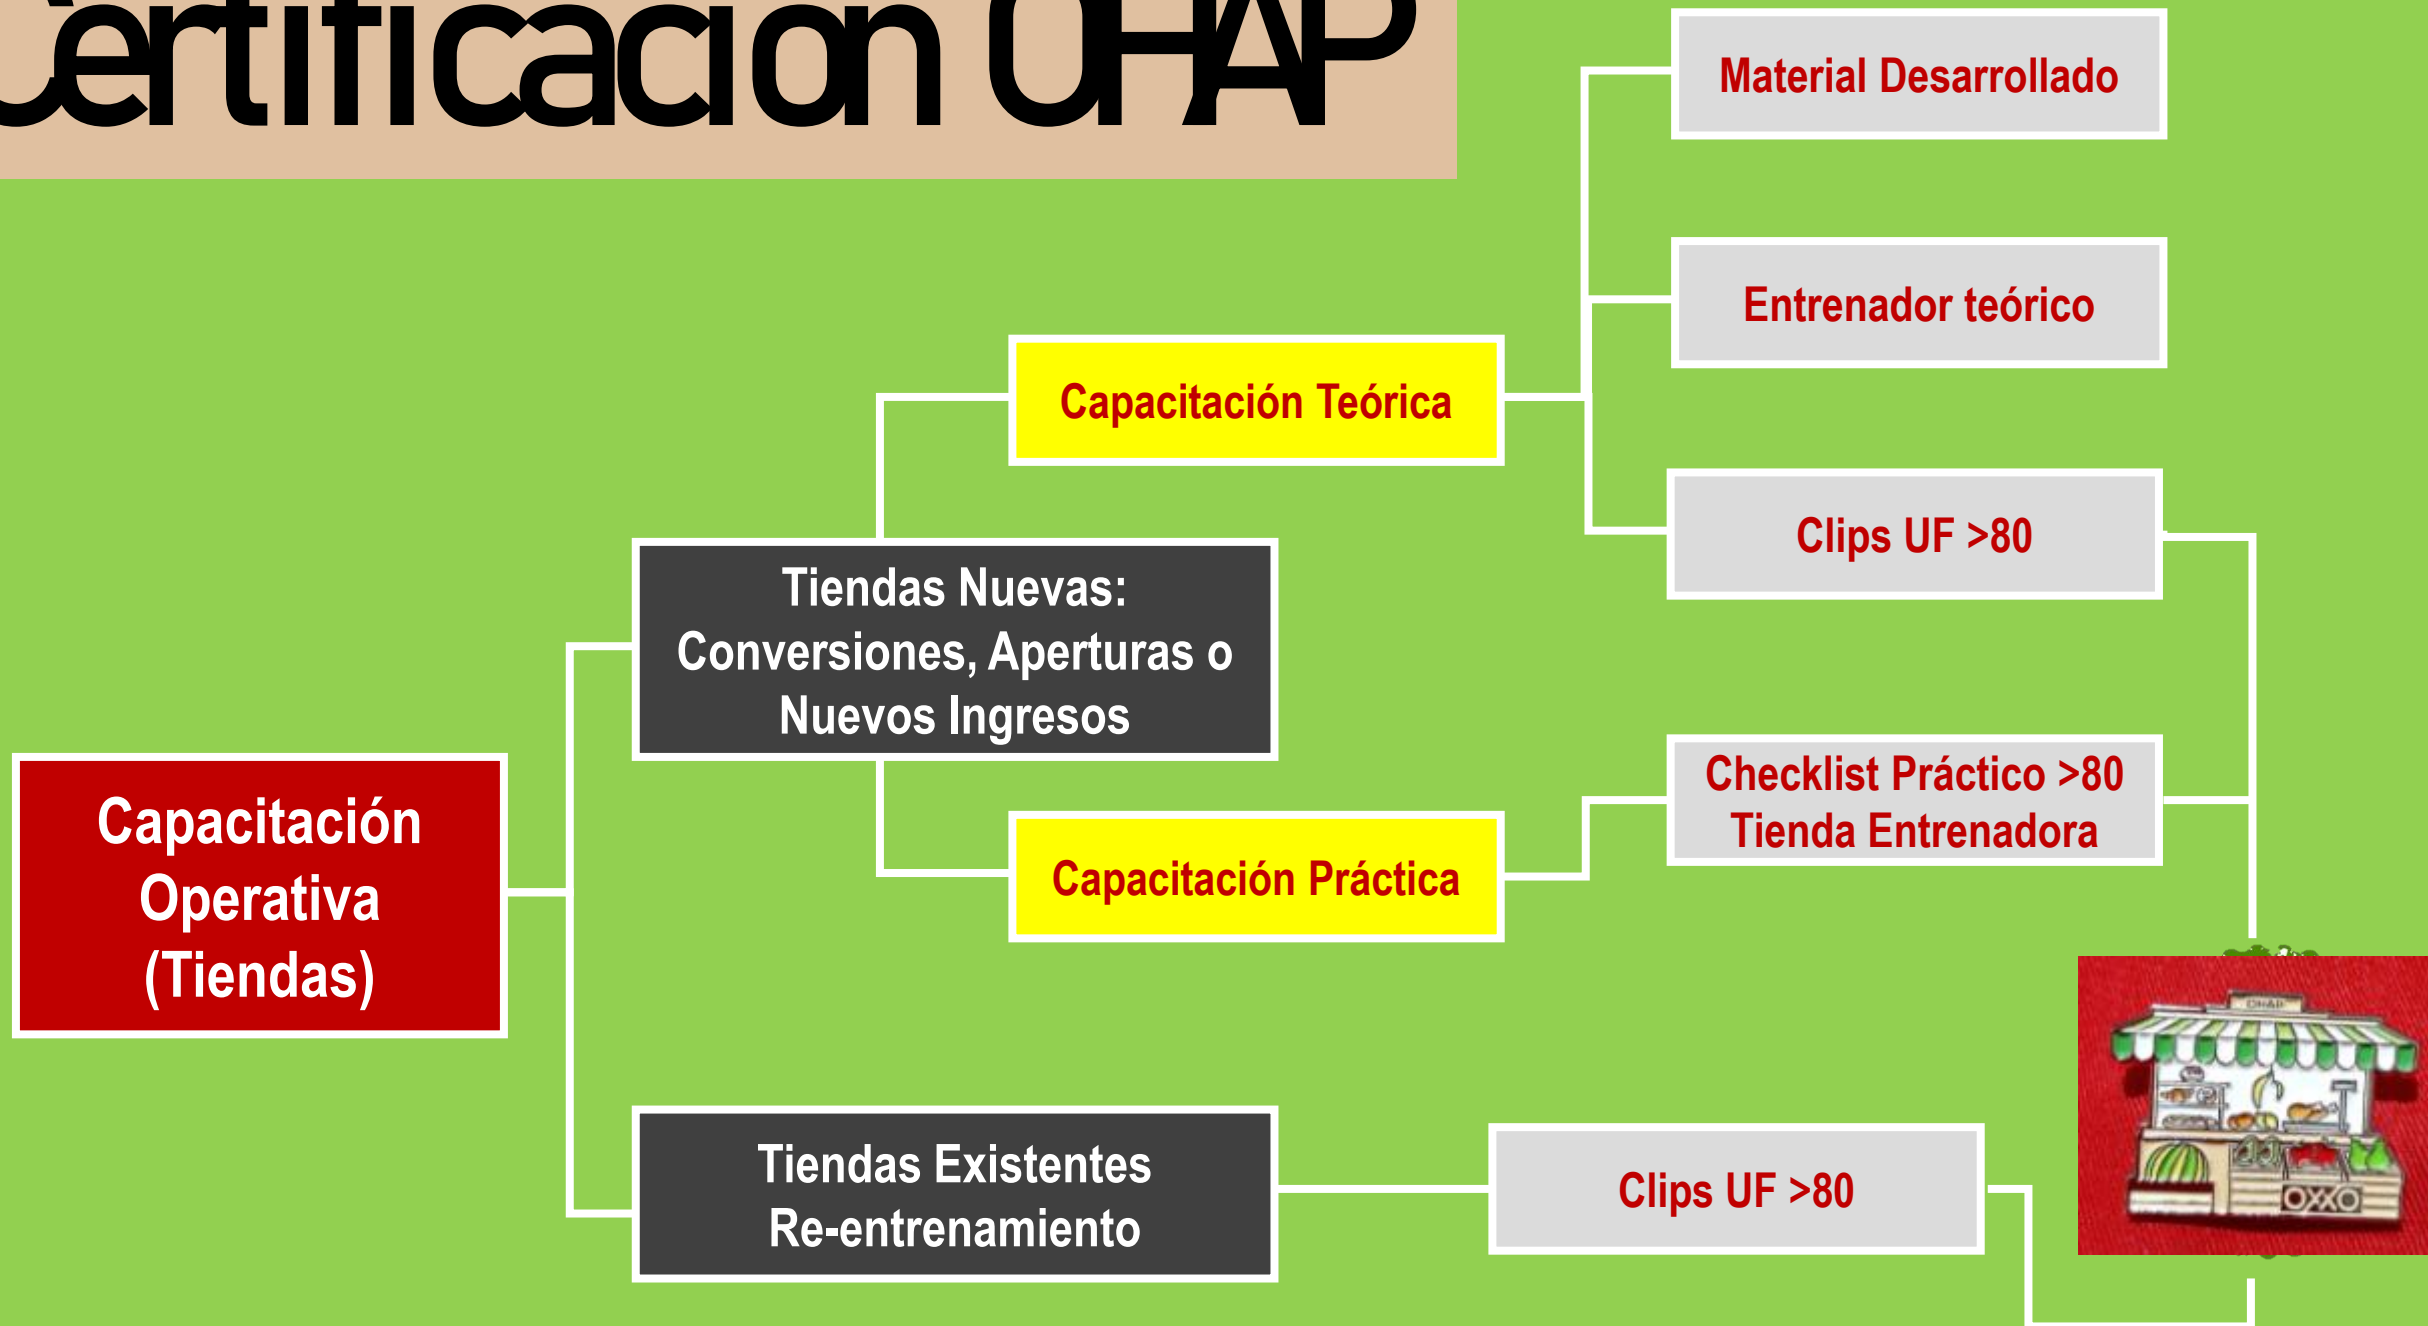 Certificación OHAP
Material Desarrollado
Entrenador teórico
Capacitación Teórica
Clips UF >80
Tiendas Nuevas:
Conversiones, Aperturas o
Nuevos Ingresos
Checklist Práctico >80
Tienda Entrenadora
Capacitación
Operativa
(Tiendas)
Capacitación Práctica
OHAP
OXXO
Tiendas Existentes
Re-entrenamiento
Clips UF >80